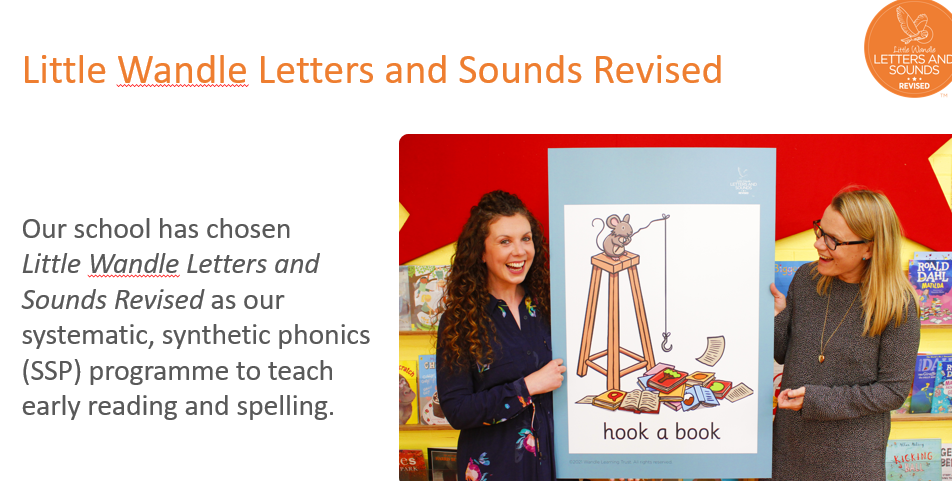 Little Wandle Letters and Sounds Revised
Little Wandle
LETTERS AND
SOUNDS
REVISED
Our school has chosen
Little Wandle Letters and
Sounds Revised as our
systematic, synthetic phonics
(SSP) programme to teach
early reading and spelling.
hook a book
ROALD
DAHL
MATILDA
KICKING